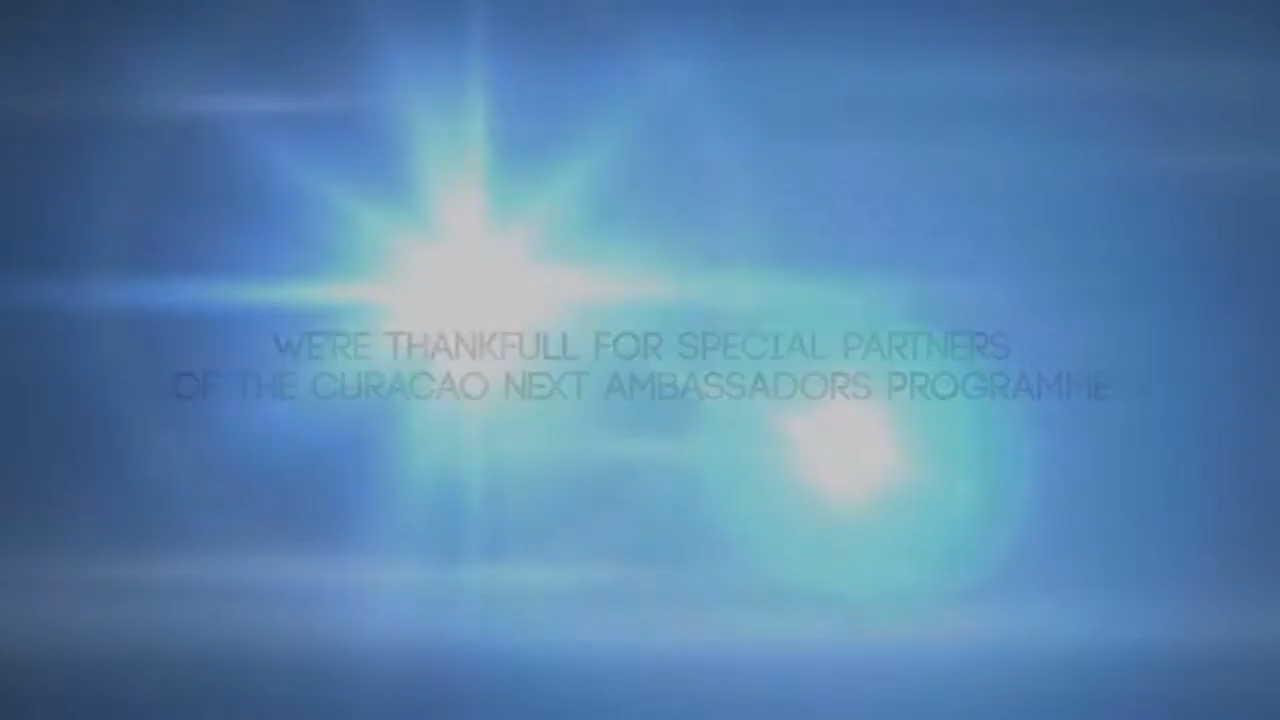 WE'RE THANKFULL FOR SPECIAL PARTNERS
OF THE CURACAO NEXT AMBASSADORS PROGRAMME